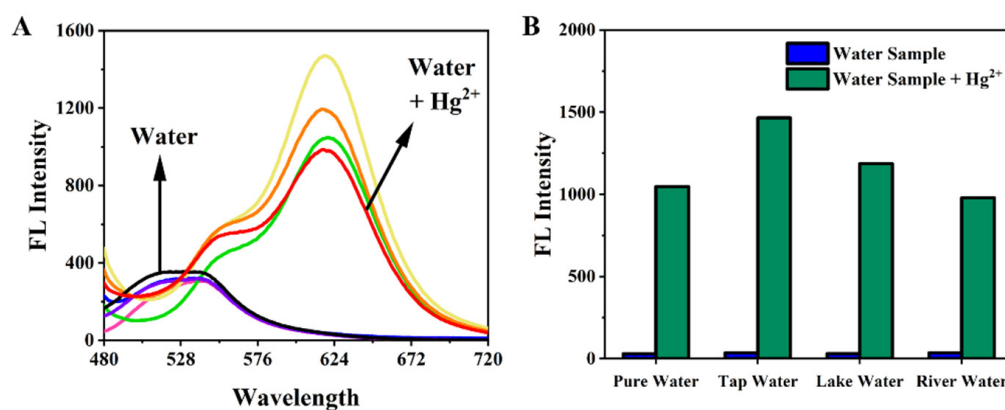 A
1600
1200
800
400
0
480
528
576
624
672
720
FL Intensity
Wavelength
Water
Water
+ Hg²⁺
B
2000
1500
1000
500
0
FL Intensity
Water Sample
Water Sample + Hg²⁺
Pure Water
Tap Water
Lake Water
River Water